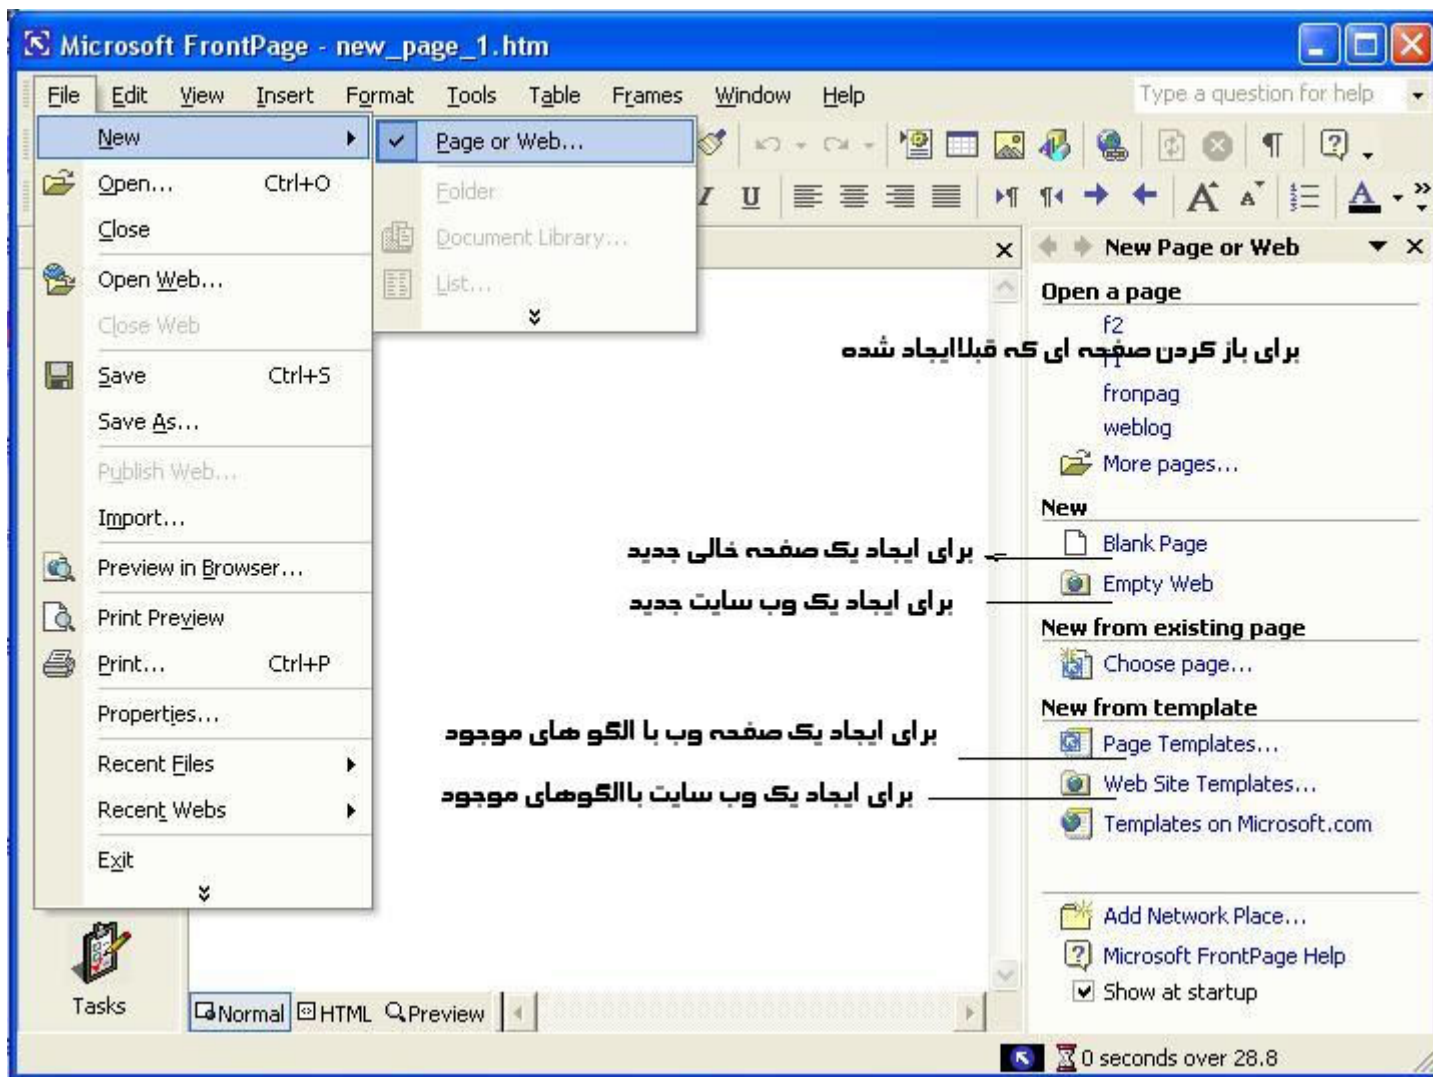 Microsoft FrontPage - new_page_1.htm
File Edit View Insert Format Tools Table Frames Window Help Type a question for help
New
Open... Ctrl+O
Close
Open Web...
Close Web
Save Ctrl+S
Save As...
Publish Web...
Import...
Preview in Browser...
Print Preview
Print... Ctrl+P
Properties...
Recent Files
Recent Webs
Exit
Page or Web...
Folder
Document Library...
List...
U
A A A
New Page or Web
Open a page
f2
برای باز کردن صفحه ای که قبلاایجاد شده
f1
fronpag
weblog
More pages...
New
برای ایجاد یک صفحه خالی جدید
Blank Page
برای ایجاد یک وب سایت جدید
Empty Web
New from existing page
Choose page...
New from template
برای ایجاد یک صفحه وب با الگو های موجود
Page Templates...
برای ایجاد یک وب سایت باالگوهای موجود
Web Site Templates...
Templates on Microsoft.com
Add Network Place...
Microsoft FrontPage Help
Show at startup
Tasks
Normal HTML Preview
0 seconds over 28.8